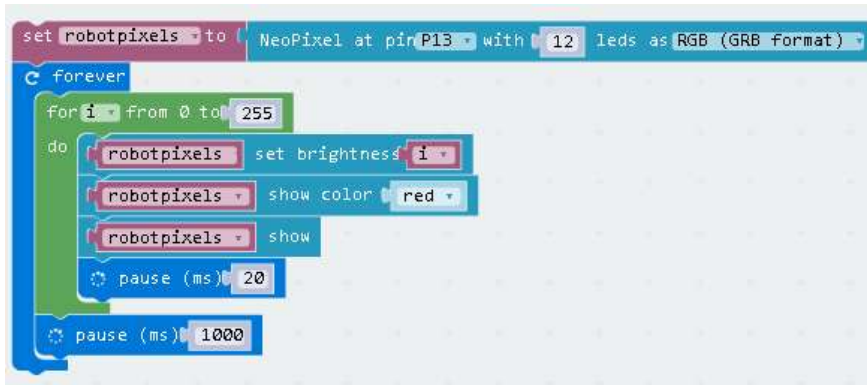 set robotpixels to NeoPixel at pin P13 with 12 leds as RGB (GRB format)
forever
for i from 0 to 255
do robotpixels set brightness i
robotpixels show color red
robotpixels show
pause (ms) 20
pause (ms) 1000